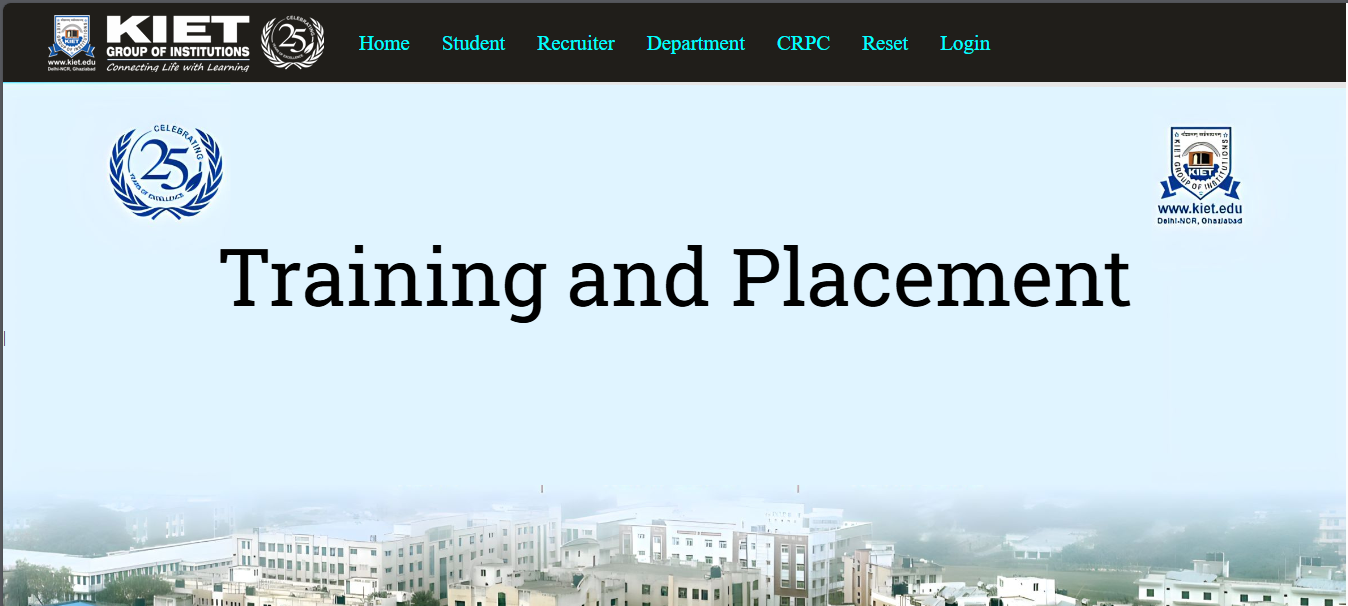 KIET
GROUP OF INSTITUTIONS
Connecting Life with Learning
www.kiet.edu
Delhi-NCR, Ghaziabad
25
Home Student Recruiter Department CRPC Reset Login
CELEBRATING
25
YEARS OF EXCELLENCE
KIET GROUP OF INSTITUTIONS
KIET
www.kiet.edu
Delhi-NCR, Ghaziabad
Training and Placement